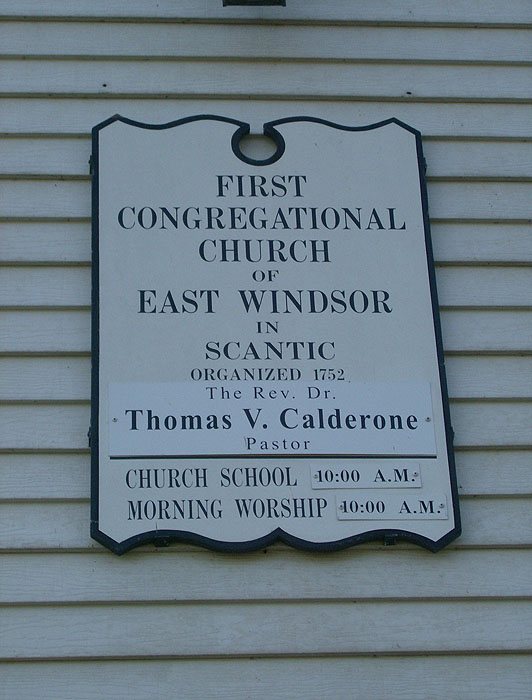 FIRST
CONGREGATIONAL
CHURCH
OF
EAST WINDSOR
IN
SCANTIC
ORGANIZED 1752
The Rev. Dr.
Thomas V. Calderone
Pastor
CHURCH SCHOOL 10:00 A.M.
MORNING WORSHIP 10:00 A.M.